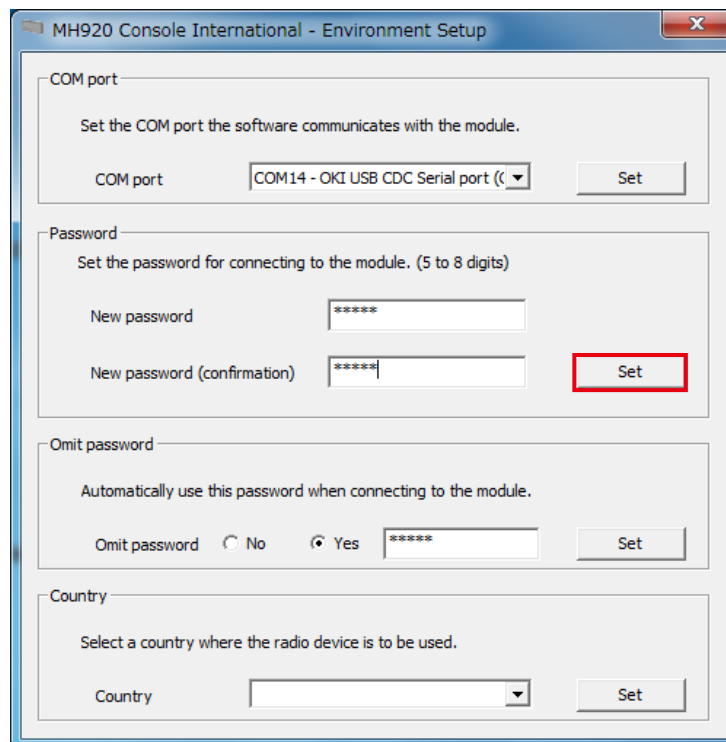 MH920 Console International - Environment Setup
COM port
Set the COM port the software communicates with the module.
COM port COM14 - OKI USB CDC Serial port (C Set
Password
Set the password for connecting to the module. (5 to 8 digits)
New password *****
New password (confirmation) ***** Set
Omit password
Automatically use this password when connecting to the module.
Omit password No Yes ***** Set
Country
Select a country where the radio device is to be used.
Country Set